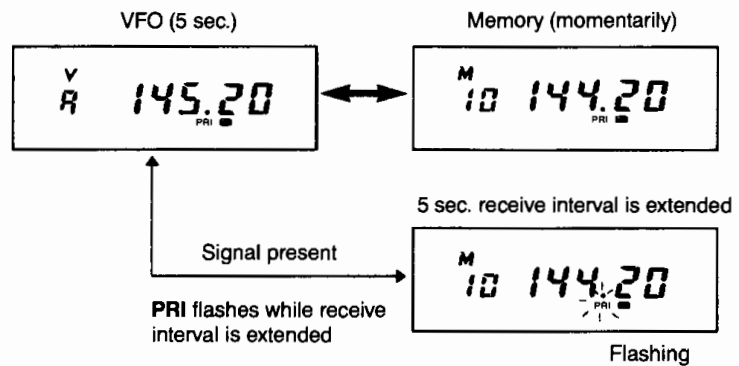 VFO (5 sec.)
Memory (momentarily)
V
A 145.20
PRI
M
10 144.20
PRI
5 sec. receive interval is extended
Signal present
M
10 144.20
PRI
PRI flashes while receive
interval is extended
Flashing